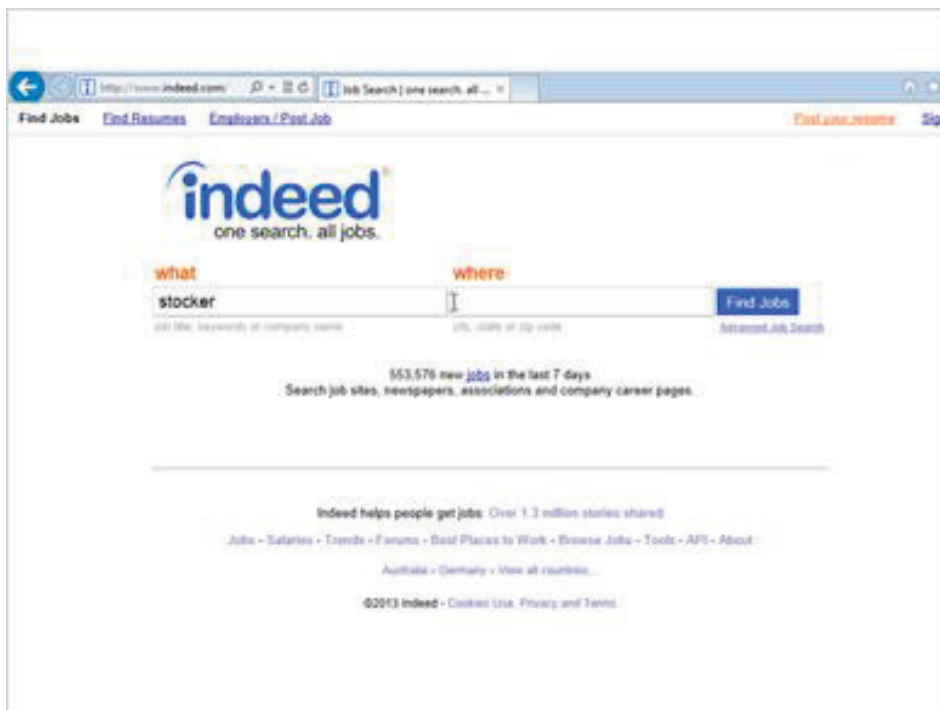 http://www.indeed.com/ Job Search | one search. all ...
Find Jobs Find Resumes Employers / Post Job Post your resume
indeed
one search. all jobs.
what where
stocker Find Jobs
job title, keywords or company name city, state or zip code Advanced Job Search
553,576 new jobs in the last 7 days
Search job sites, newspapers, associations and company career pages.
Indeed helps people get jobs: Over 1.3 million stories shared
Jobs - Salaries - Trends - Forums - Best Places to Work - Browse Jobs - Tools - API - About
Australia - Germany - View all countries...
©2013 Indeed - Cookies Use, Privacy and Terms